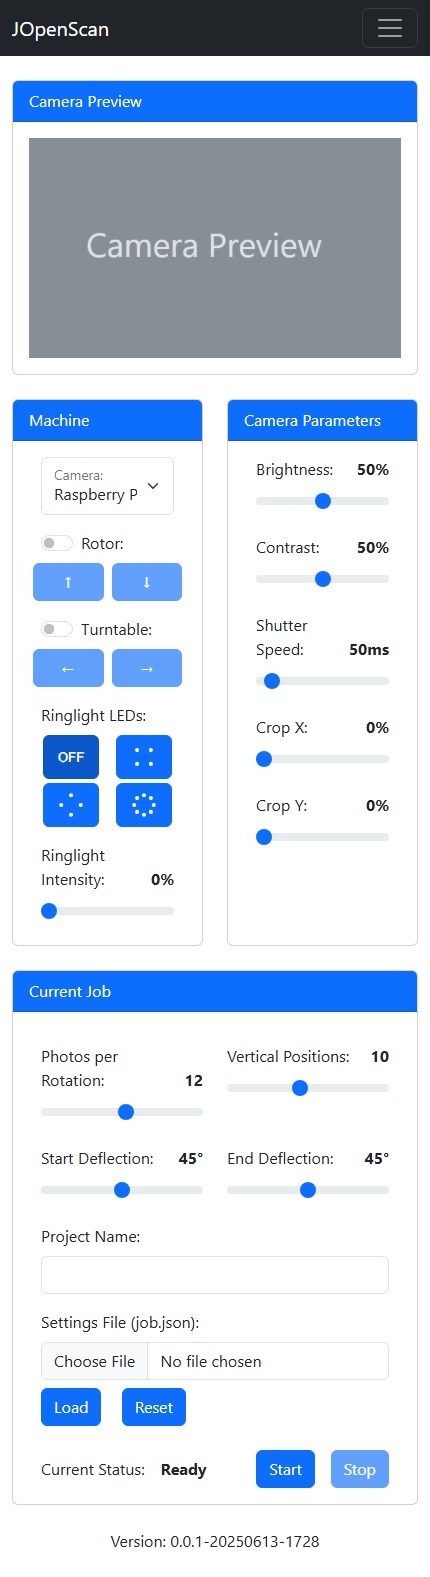 JOpenScan
Camera Preview
Camera Preview
Machine
Camera:
Raspberry P
Rotor:
↑ ↓
Turntable:
← →
Ringlight LEDs:
OFF
Ringlight
Intensity: 0%
Camera Parameters
Brightness: 50%
Contrast: 50%
Shutter
Speed: 50ms
Crop X: 0%
Crop Y: 0%
Current Job
Photos per
Rotation: 12
Vertical Positions: 10
Start Deflection: 45°
End Deflection: 45°
Project Name:
Settings File (job.json):
Choose File No file chosen
Load Reset
Current Status: Ready Start Stop
Version: 0.0.1-20250613-1728